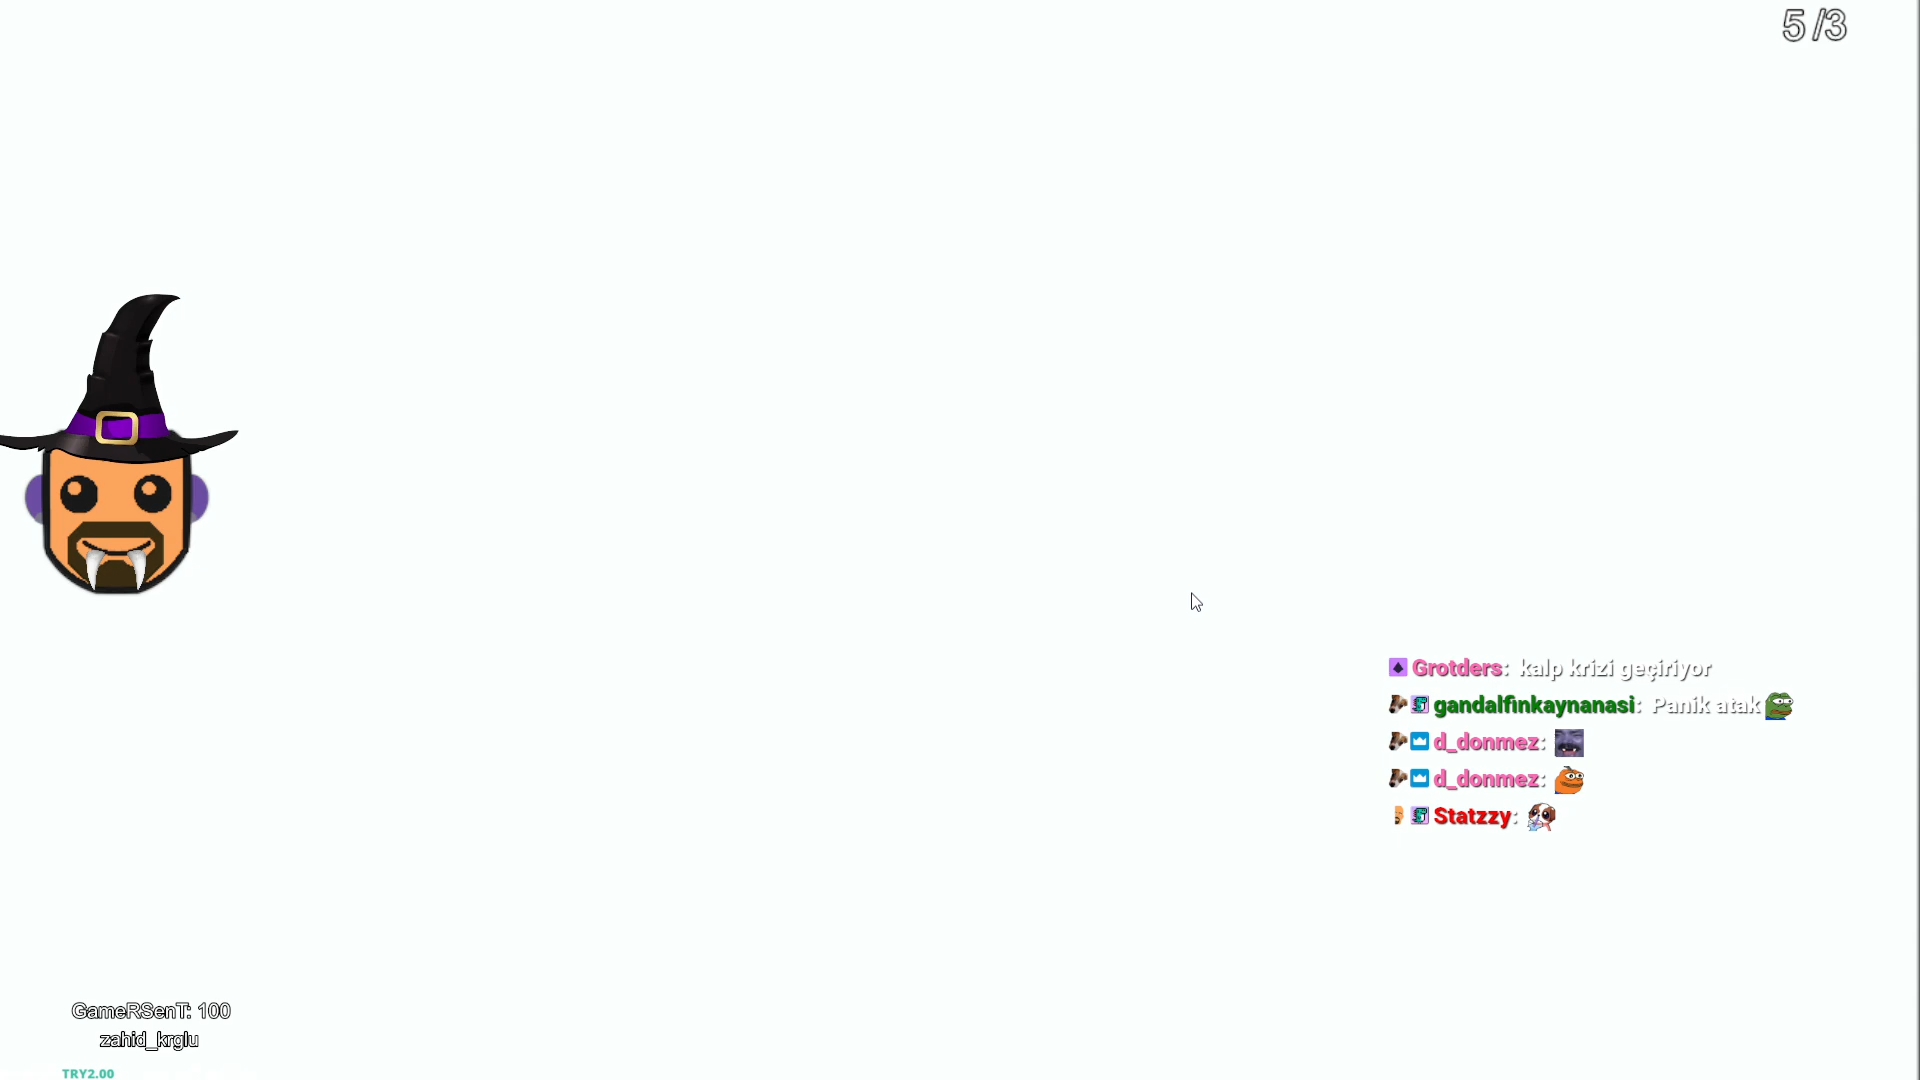 5 /3
Grotders: kalp krizi geçiriyor
gandalfinkaynanasi: Panik atak
d_donmez:
d_donmez:
Statzzy:
GameRSenT: 100
zahid_krglu
TRY2.00